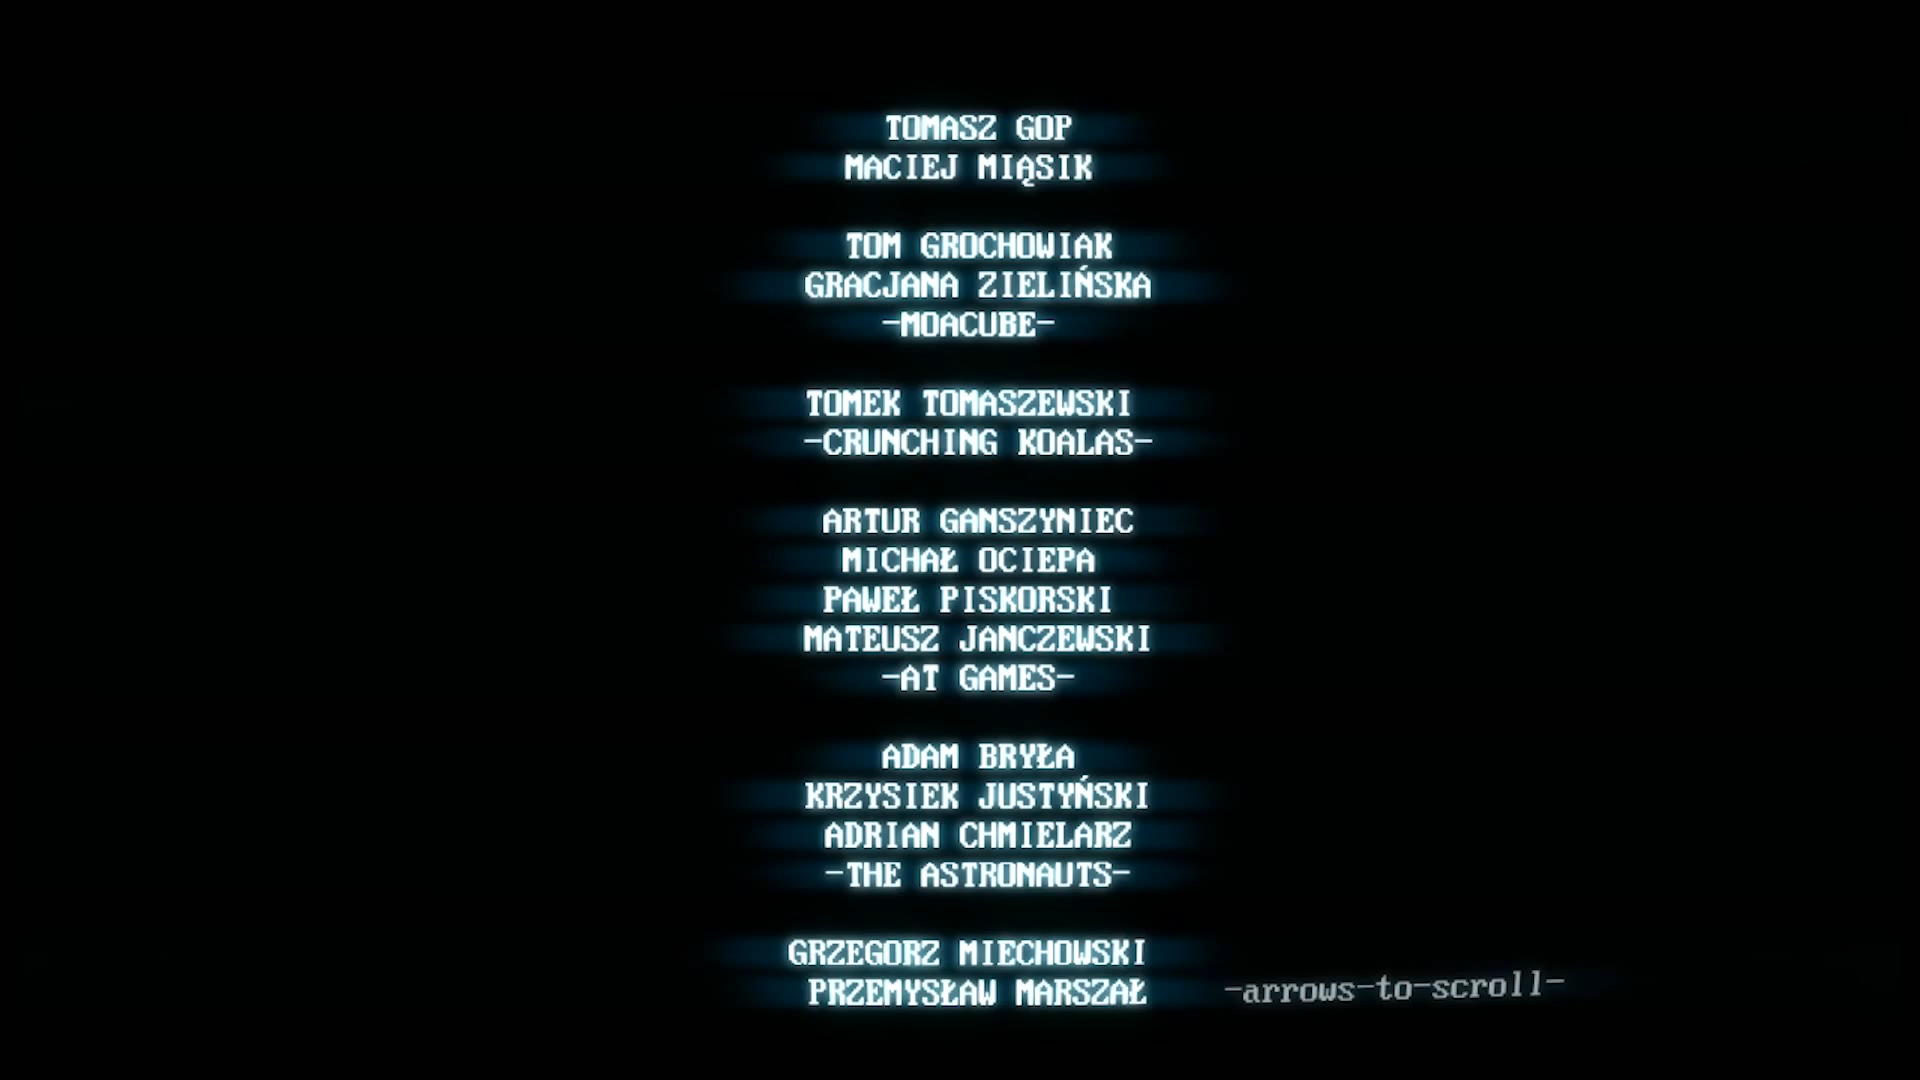 TOMASZ GOP
MACIEJ MIĄSIK
TOM GROCHOWIAK
GRACJANA ZIELIŃSKA
-MOACUBE-
TOMEK TOMASZEWSKI
-CRUNCHING KOALAS-
ARTUR GANSZYNIEC
MICHAŁ OCIEPA
PAWEŁ PISKORSKI
MATEUSZ JANCZEWSKI
-AT GAMES-
ADAM BRYŁA
KRZYSIEK JUSTYŃSKI
ADRIAN CHMIELARZ
-THE ASTRONAUTS-
GRZEGORZ MIECHOWSKI
PRZEMYSŁAW MARSZAŁ
-arrows-to-scroll-